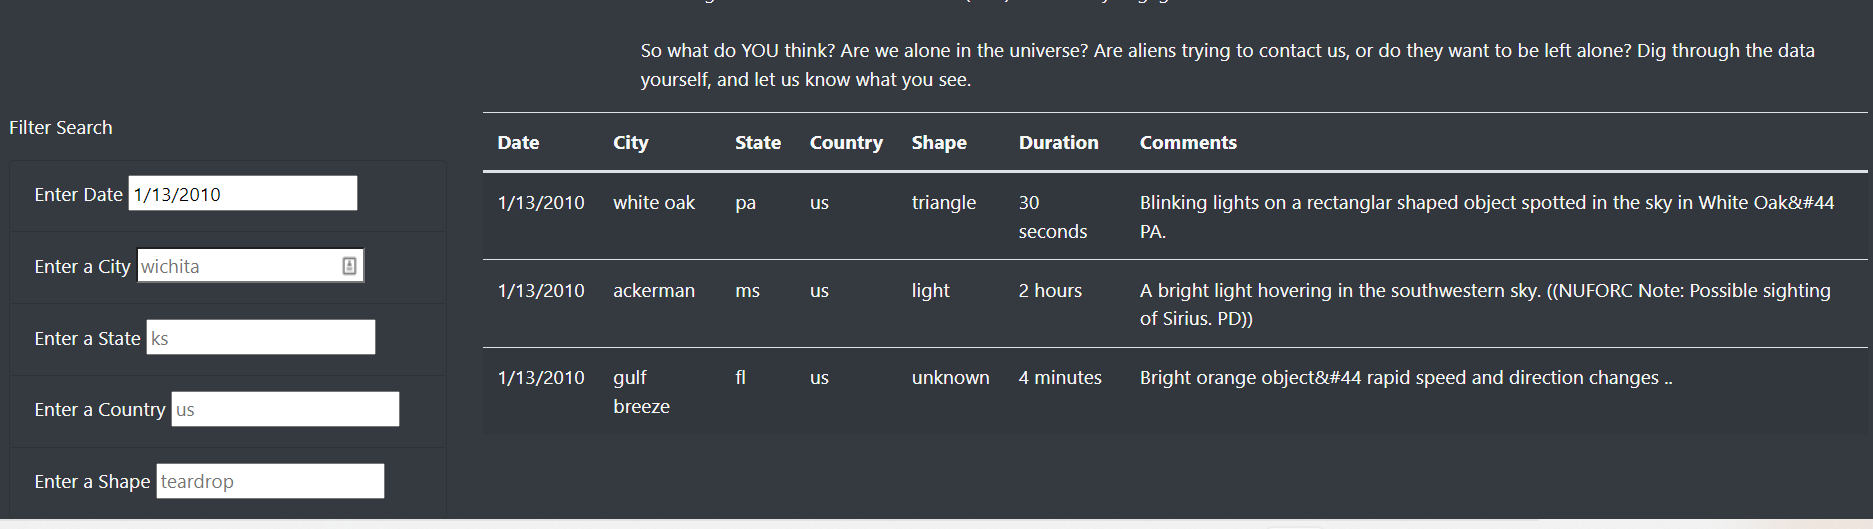 So what do YOU think? Are we alone in the universe? Are aliens trying to contact us, or do they want to be left alone? Dig through the data
yourself, and let us know what you see.
Filter Search
Enter Date 1/13/2010
Enter a City wichita
Enter a State ks
Enter a Country us
Enter a Shape teardrop
Date City State Country Shape Duration Comments
1/13/2010 white oak pa us triangle 30 Blinking lights on a rectanglar shaped object spotted in the sky in White Oak&#44
seconds PA.
1/13/2010 ackerman ms us light 2 hours A bright light hovering in the southwestern sky. ((NUFORC Note: Possible sighting
of Sirius. PD))
1/13/2010 gulf fl us unknown 4 minutes Bright orange object&#44 rapid speed and direction changes ..
breeze